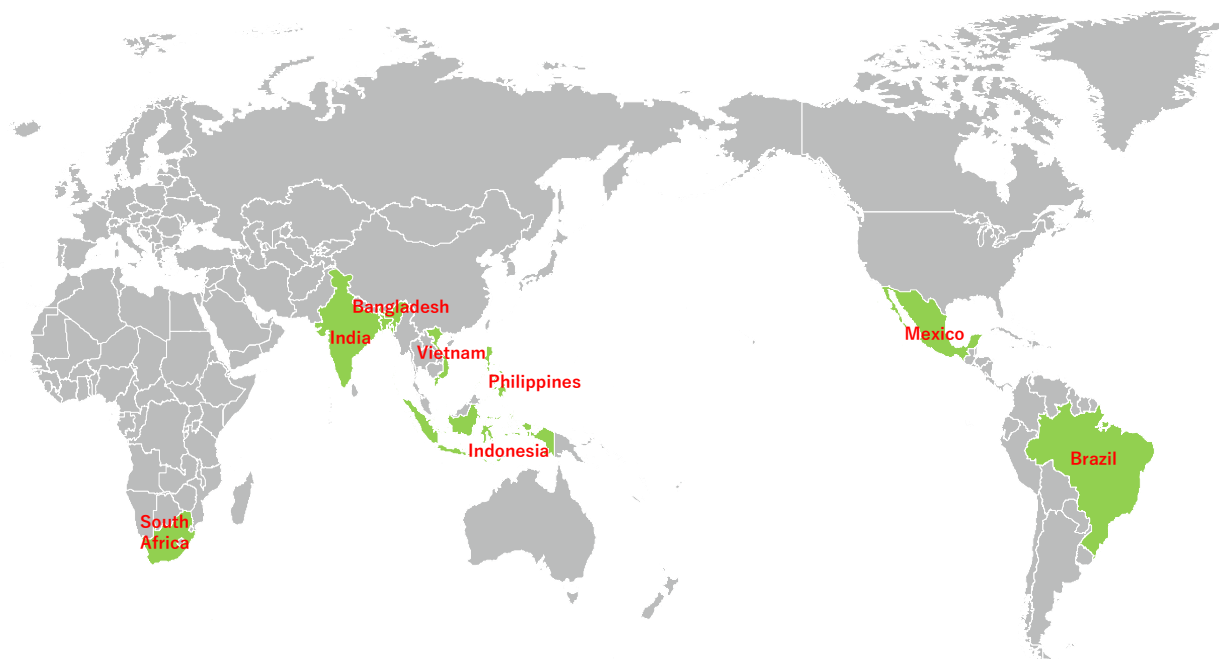 Bangladesh
India
Vietnam
Philippines
Indonesia
South
Africa
Mexico
Brazil